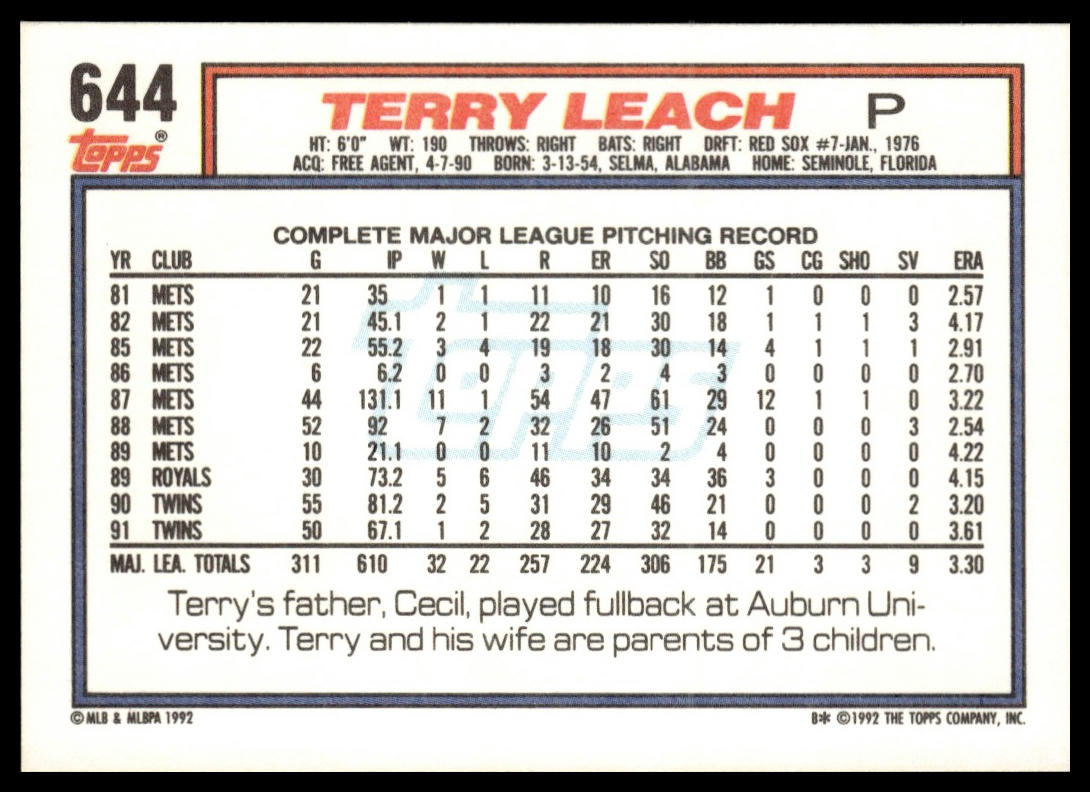 644
TERRY LEACH P
topps®
HT: 6'0" WT: 190 THROWS: RIGHT BATS: RIGHT DRFT: RED SOX #7-JAN., 1976
ACQ: FREE AGENT, 4-7-90 BORN: 3-13-54, SELMA, ALABAMA HOME: SEMINOLE, FLORIDA
COMPLETE MAJOR LEAGUE PITCHING RECORD
YR CLUB G IP W L R ER SO BB GS CG SHO SV ERA
81 METS 21 35 1 1 11 10 16 12 1 0 0 0 2.57
82 METS 21 45.1 2 1 22 21 30 18 1 1 1 3 4.17
85 METS 22 55.2 3 4 19 18 30 14 4 1 1 1 2.91
86 METS 6 6.2 0 0 3 2 4 3 0 0 0 0 2.70
87 METS 44 131.1 11 1 54 47 61 29 12 1 1 0 3.22
88 METS 52 92 7 2 32 26 51 24 0 0 0 3 2.54
89 METS 10 21.1 0 0 11 10 2 4 0 0 0 0 4.22
89 ROYALS 30 73.2 5 6 46 34 34 36 3 0 0 0 4.15
90 TWINS 55 81.2 2 5 31 29 46 21 0 0 0 2 3.20
91 TWINS 50 67.1 1 2 28 27 32 14 0 0 0 0 3.61
MAJ. LEA. TOTALS 311 610 32 22 257 224 306 175 21 3 3 9 3.30
topps
Terry's father, Cecil, played fullback at Auburn Uni-
versity. Terry and his wife are parents of 3 children.
©MLB & MLBPA 1992
B* ©1992 THE TOPPS COMPANY, INC.